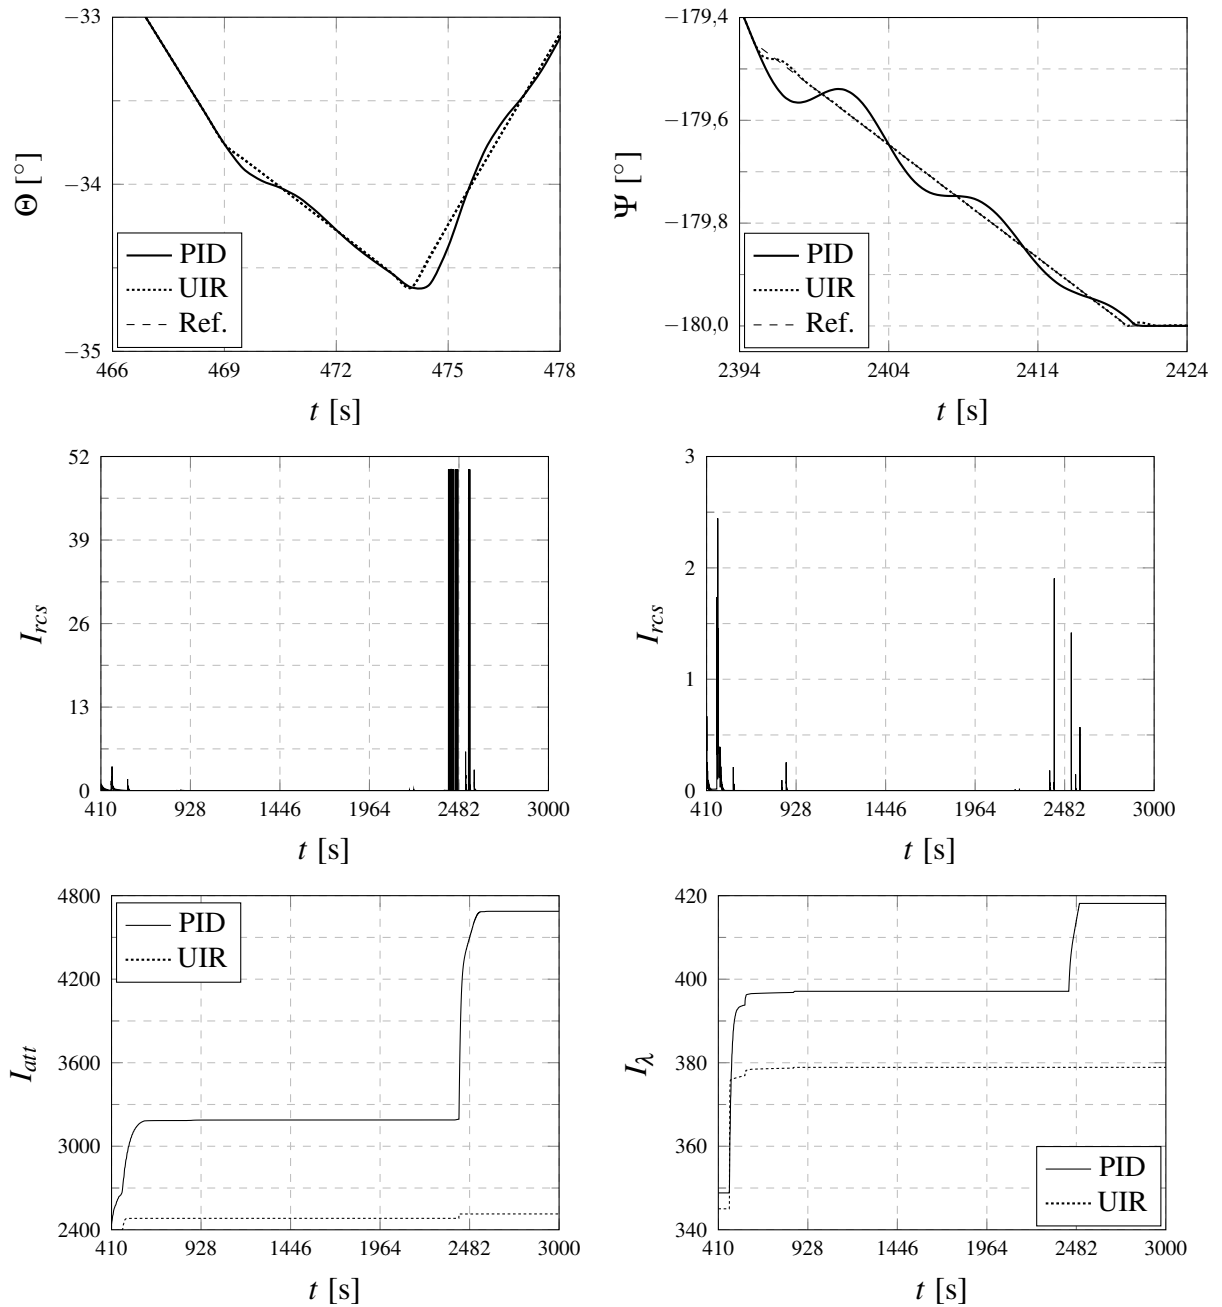 −33
−34
−35
Θ [°]
PID
UIR
Ref.
466 469 472 475 478
t [s]
−179,4
−179,6
−179,8
−180,0
Ψ [°]
PID
UIR
Ref.
2394 2404 2414 2424
t [s]
52
39
26
13
0
I_rcs
410 928 1446 1964 2482 3000
t [s]
3
2
1
0
I_rcs
410 928 1446 1964 2482 3000
t [s]
4800
4200
3600
3000
2400
I_att
PID
UIR
410 928 1446 1964 2482 3000
t [s]
420
400
380
360
340
I_λ
PID
UIR
410 928 1446 1964 2482 3000
t [s]